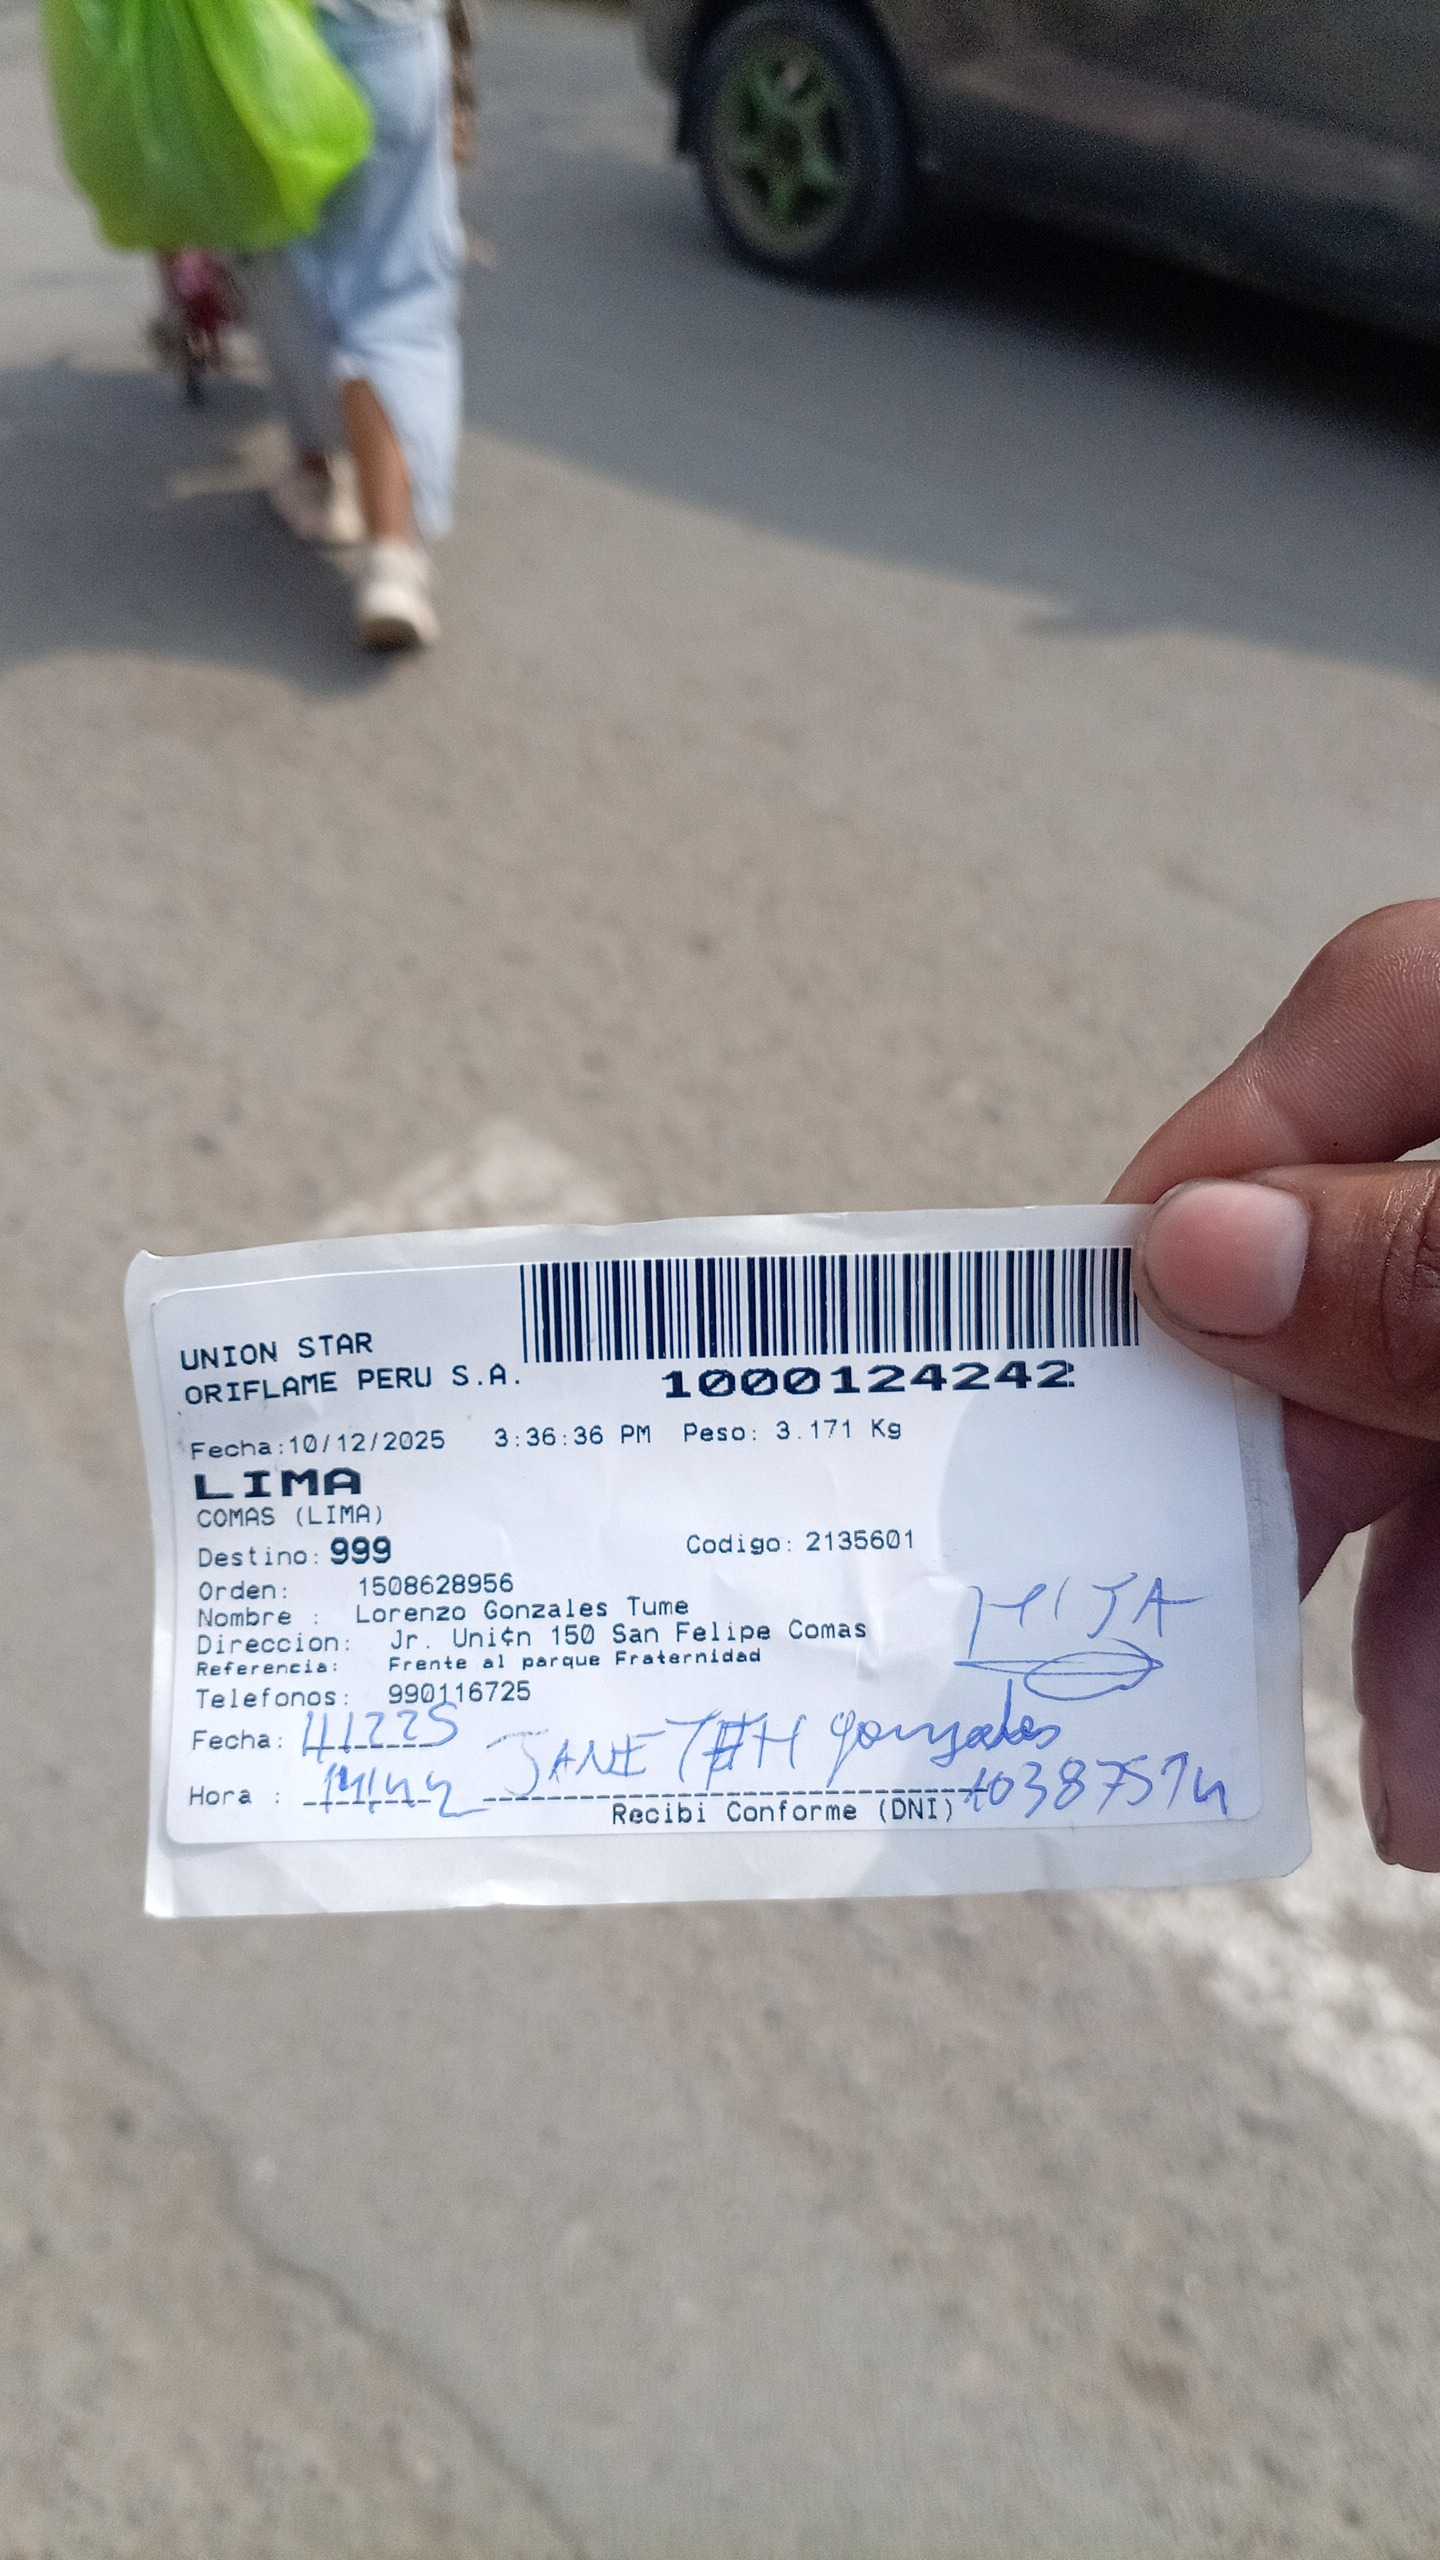 UNION STAR
ORIFLAME PERU S.A.
1000124242
Fecha:10/12/2025 3:36:36 PM Peso: 3.171 Kg
LIMA
COMAS (LIMA)
Destino: 999 Codigo: 2135601
Orden: 1508628956
Nombre : Lorenzo Gonzales Tume
Direccion: Jr. Uni¢n 150 San Felipe Comas
HIJA
Referencia: Frente al parque Fraternidad
Telefonos: 990116725
Fecha:
JANETH Gonzales
Hora :
Recibi Conforme (DNI)